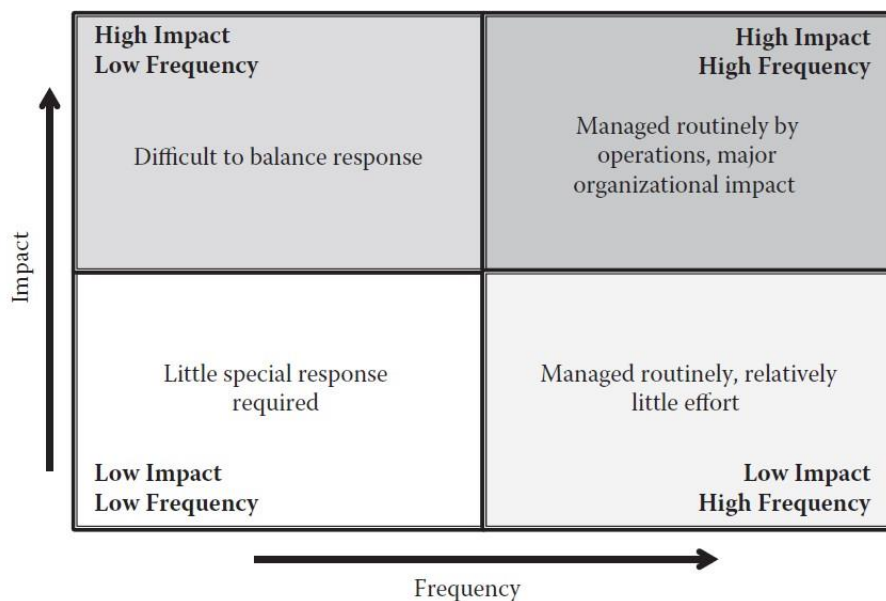 High Impact
Low Frequency
Difficult to balance response
High Impact
High Frequency
Managed routinely by
operations, major
organizational impact
Impact
Little special response
required
Low Impact
Low Frequency
Managed routinely, relatively
little effort
Low Impact
High Frequency
Frequency